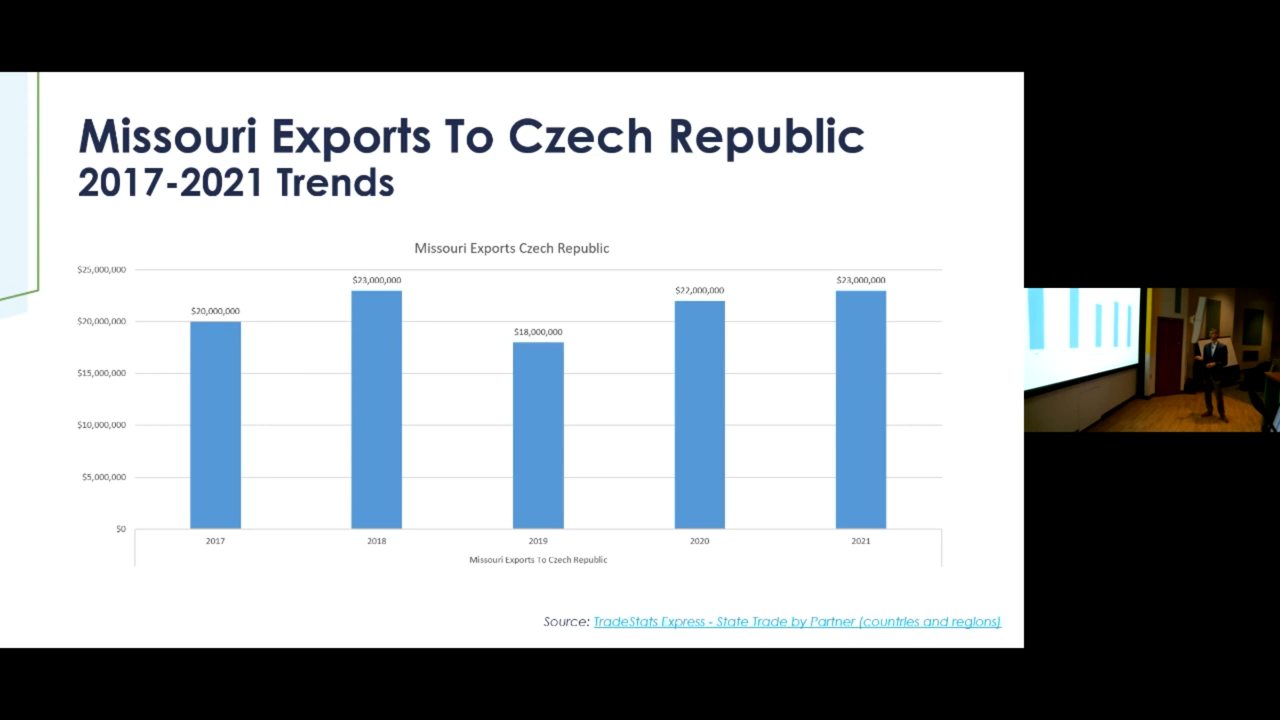 Missouri Exports To Czech Republic
2017-2021 Trends
Missouri Exports Czech Republic
$25,000,000
$20,000,000
$15,000,000
$10,000,000
$5,000,000
$0
$20,000,000
$23,000,000
$18,000,000
$22,000,000
$23,000,000
2017 2018 2019 2020 2021
Missouri Exports To Czech Republic
Source: TradeStats Express - State Trade by Partner (countries and regions)